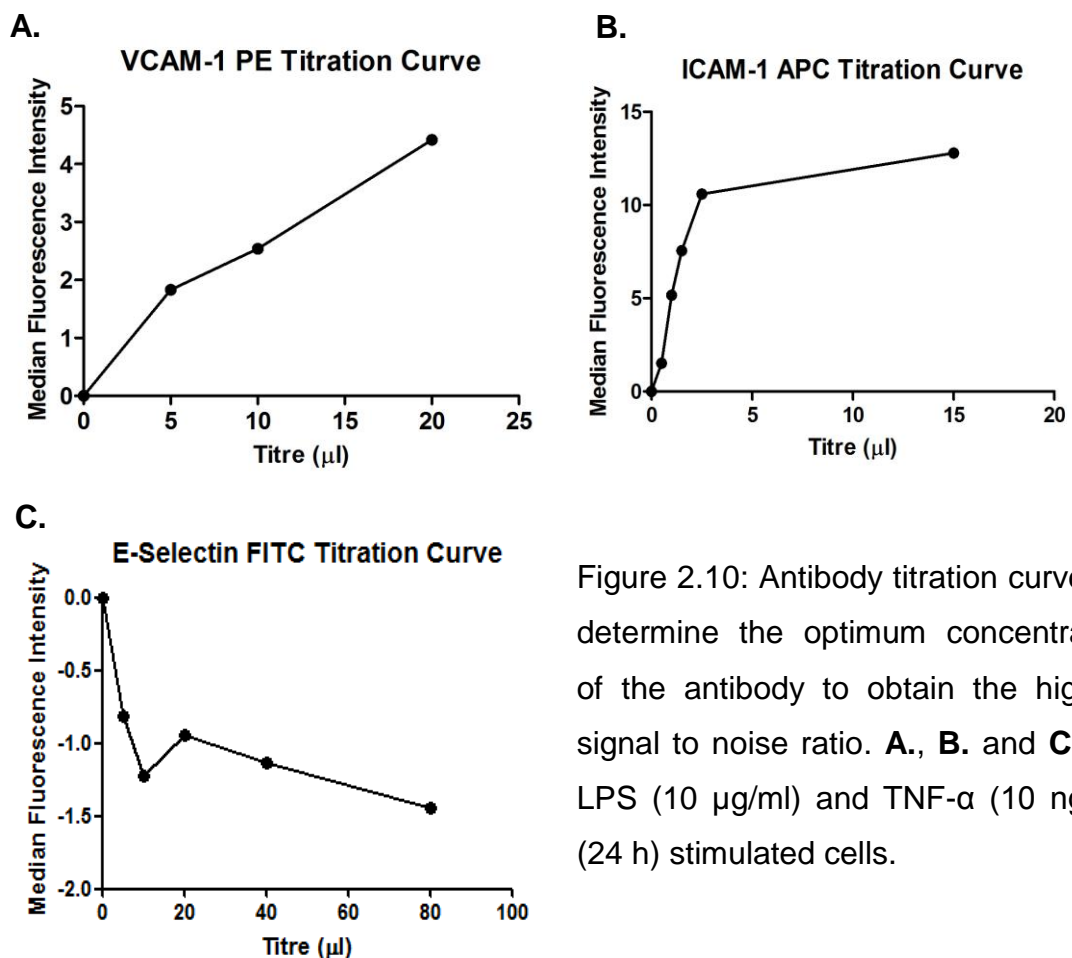 A.
VCAM-1 PE Titration Curve
Median Fluorescence Intensity
5
4
3
2
1
0
0 5 10 15 20 25
Titre (μl)
B.
ICAM-1 APC Titration Curve
Median Fluorescence Intensity
15
10
5
0
0 5 10 15 20
Titre (μl)
C.
E-Selectin FITC Titration Curve
Median Fluorescence Intensity
0.0
-0.5
-1.0
-1.5
-2.0
0 20 40 60 80 100
Titre (μl)
Figure 2.10: Antibody titration curve
determine the optimum concentra
of the antibody to obtain the hig
signal to noise ratio. A., B. and C
LPS (10 µg/ml) and TNF-α (10 ng
(24 h) stimulated cells.